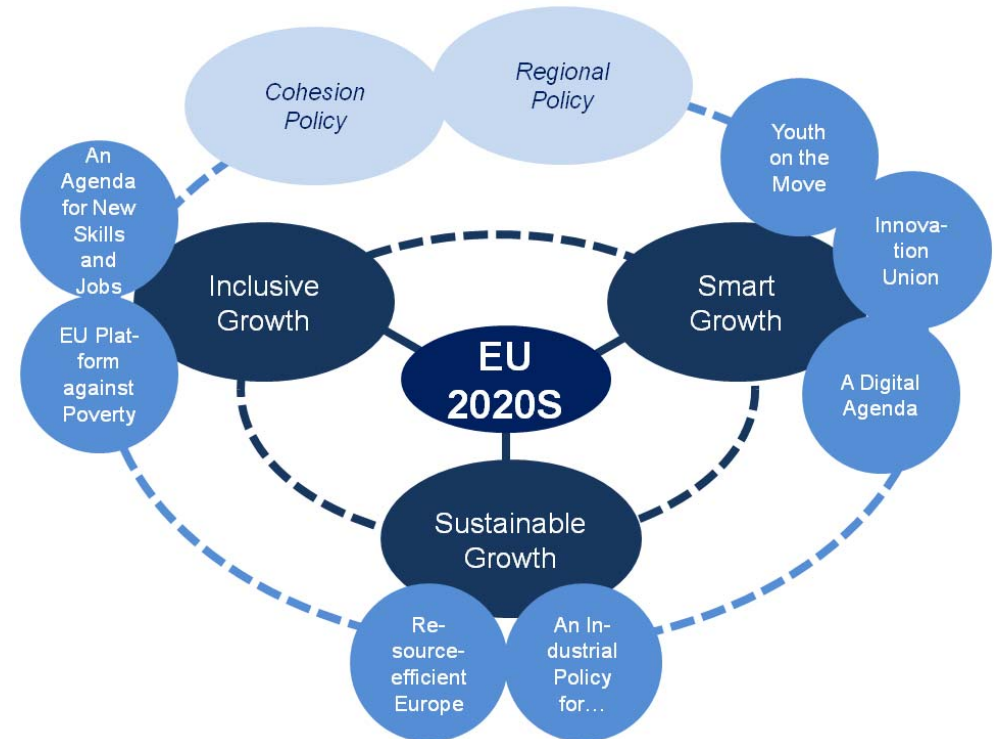 Cohesion
Policy
Regional
Policy
Youth
on the
Move
An
Agenda
for New
Skills
and
Jobs
Innova-
tion
Union
Inclusive
Growth
Smart
Growth
EU
2020S
EU Plat-
form
against
Poverty
A Digital
Agenda
Sustainable
Growth
Re-
source-
efficient
Europe
An In-
dustrial
Policy
for…